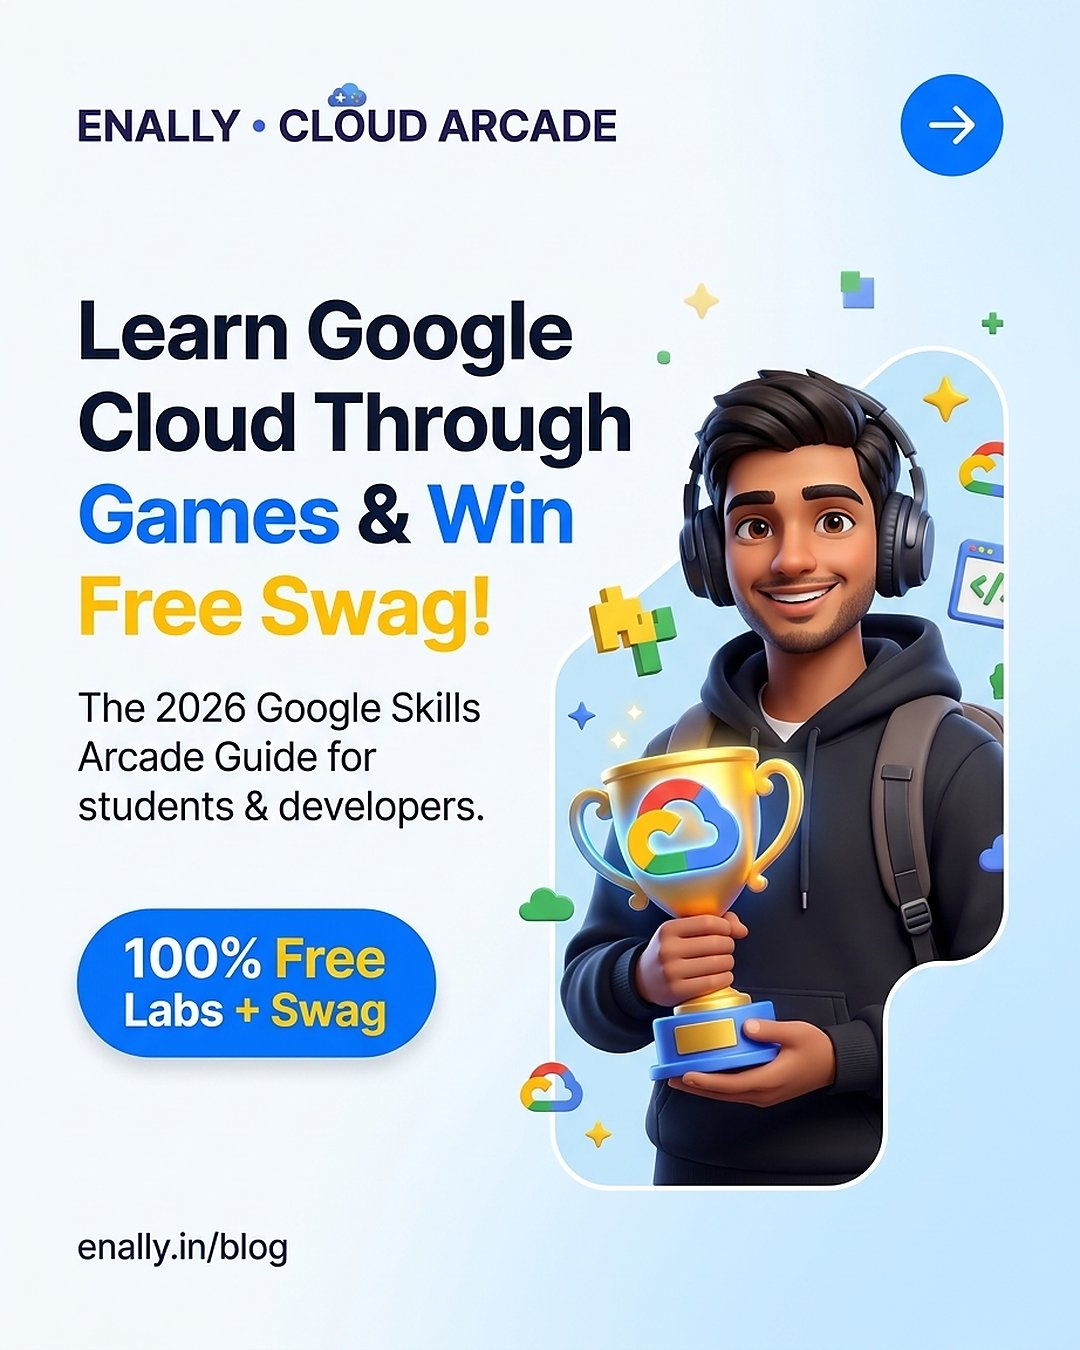 ENALLY • CLOUD ARCADE
Learn Google
Cloud Through
Games & Win
Free Swag!
The 2026 Google Skills
Arcade Guide for
students & developers.
100% Free
Labs + Swag
enally.in/blog